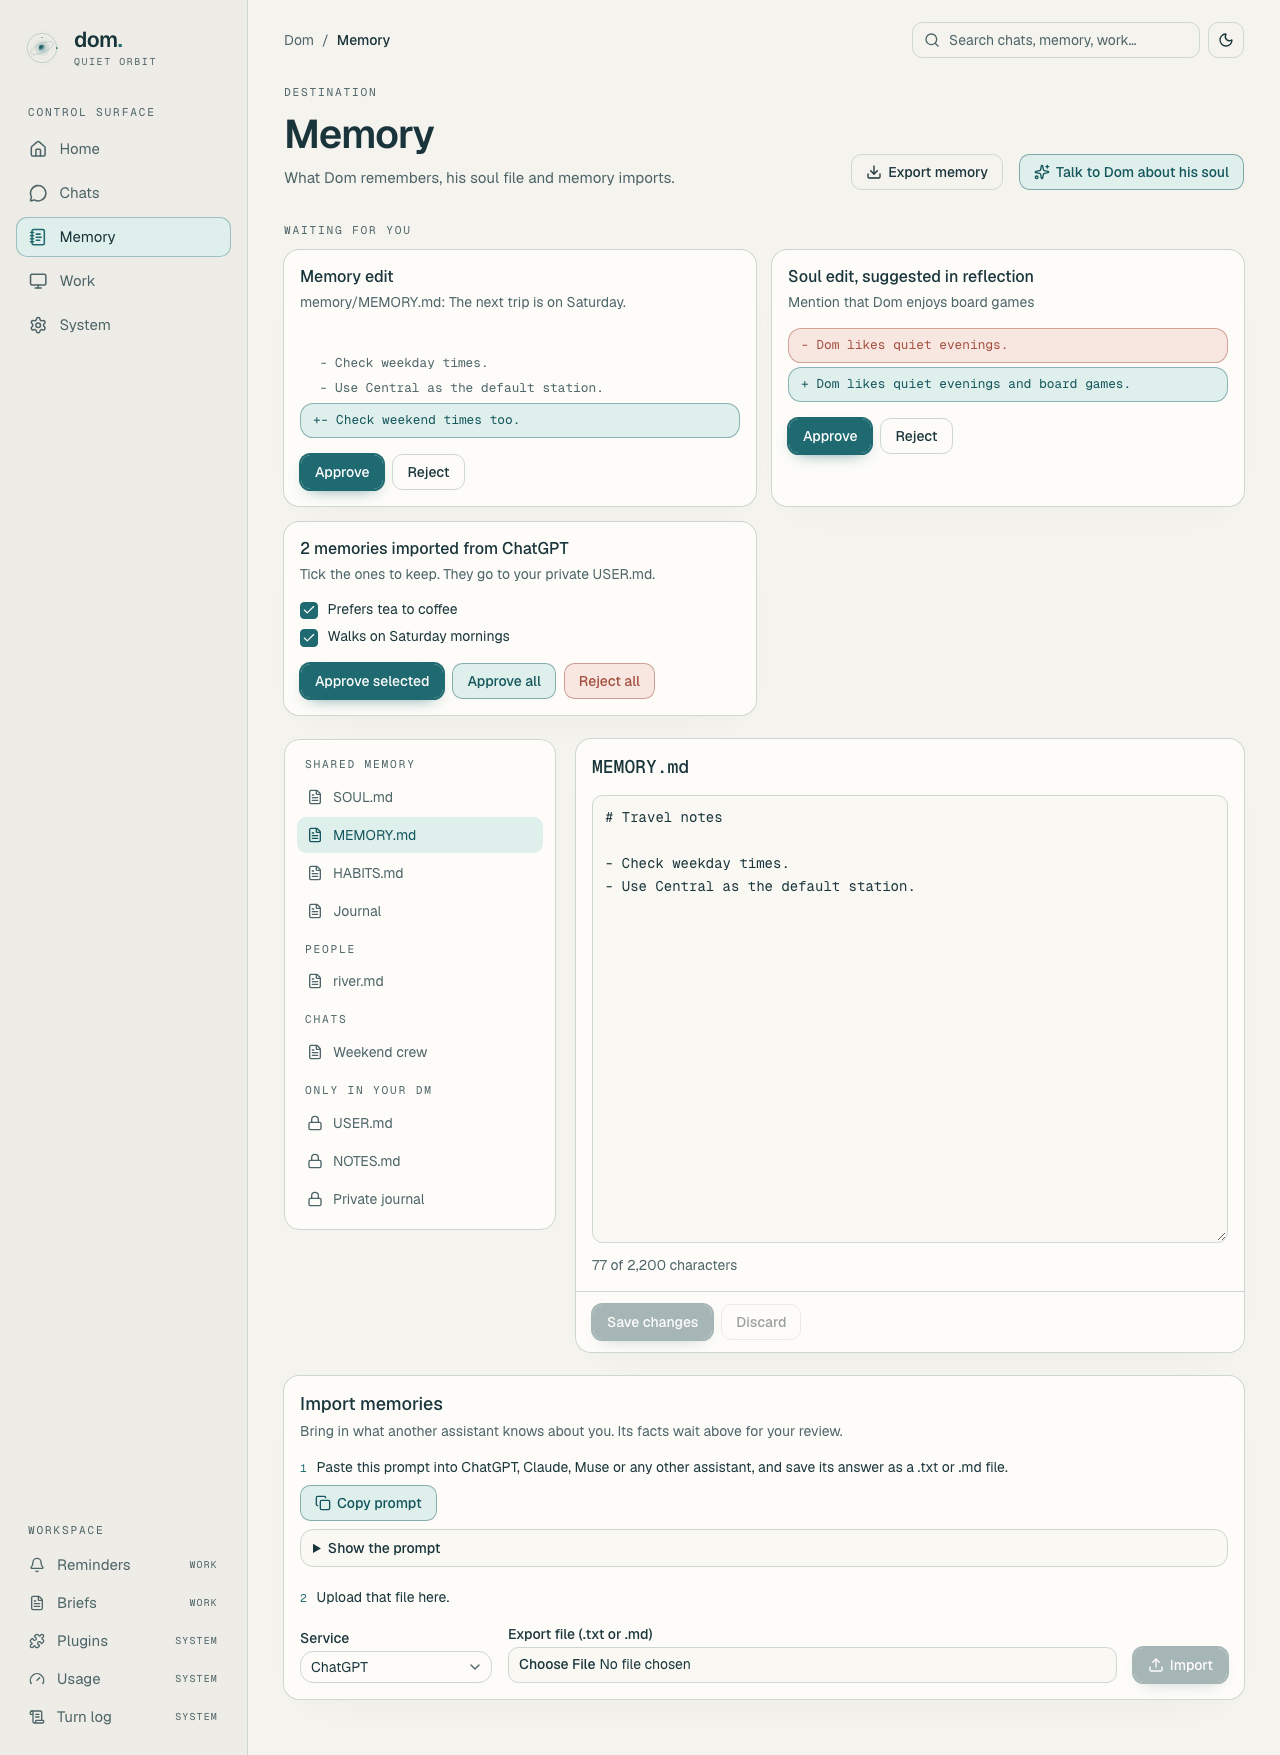 dom.
QUIET ORBIT
CONTROL SURFACE
Home
Chats
Memory
Work
System
WORKSPACE
Reminders WORK
Briefs WORK
Plugins SYSTEM
Usage SYSTEM
Turn log SYSTEM
Dom / Memory
Search chats, memory, work...
DESTINATION
Memory
What Dom remembers, his soul file and memory imports.
Export memory
Talk to Dom about his soul
WAITING FOR YOU
Memory edit
memory/MEMORY.md: The next trip is on Saturday.
- Check weekday times.
- Use Central as the default station.
+- Check weekend times too.
Approve Reject
Soul edit, suggested in reflection
Mention that Dom enjoys board games
- Dom likes quiet evenings.
+ Dom likes quiet evenings and board games.
Approve Reject
2 memories imported from ChatGPT
Tick the ones to keep. They go to your private USER.md.
Prefers tea to coffee
Walks on Saturday mornings
Approve selected Approve all Reject all
SHARED MEMORY
SOUL.md
MEMORY.md
HABITS.md
Journal
PEOPLE
river.md
CHATS
Weekend crew
ONLY IN YOUR DM
USER.md
NOTES.md
Private journal
MEMORY.md
# Travel notes
- Check weekday times.
- Use Central as the default station.
77 of 2,200 characters
Save changes Discard
Import memories
Bring in what another assistant knows about you. Its facts wait above for your review.
1 Paste this prompt into ChatGPT, Claude, Muse or any other assistant, and save its answer as a .txt or .md file.
Copy prompt
Show the prompt
2 Upload that file here.
Service
ChatGPT
Export file (.txt or .md)
Choose File No file chosen
Import